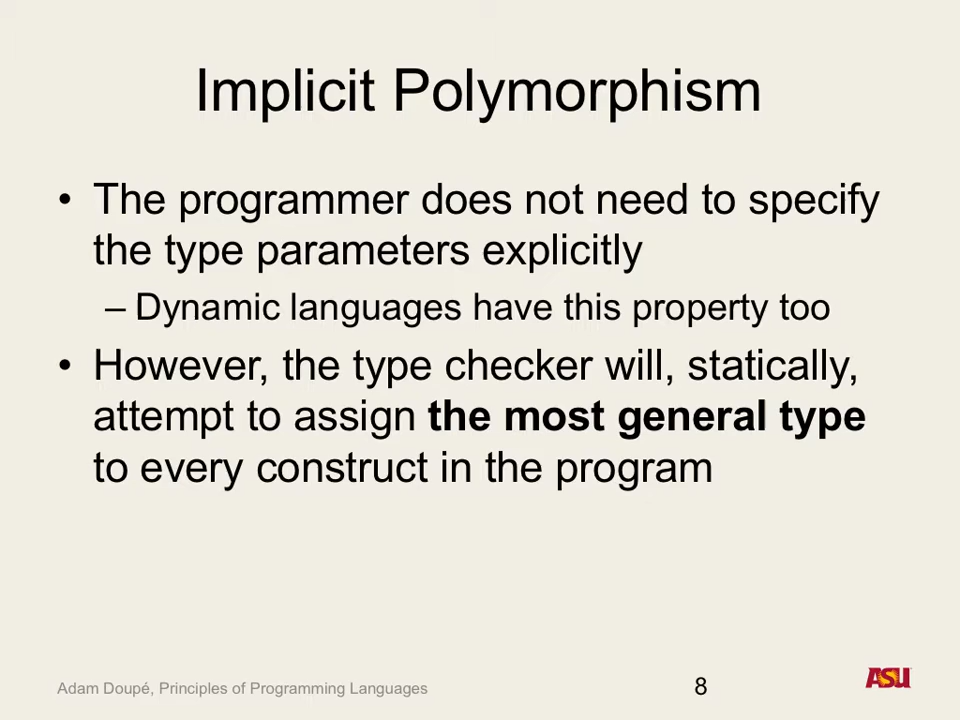 Implicit Polymorphism
• The programmer does not need to specify
the type parameters explicitly
– Dynamic languages have this property too
• However, the type checker will, statically,
attempt to assign the most general type
to every construct in the program
Adam Doupé, Principles of Programming Languages
8
ASU